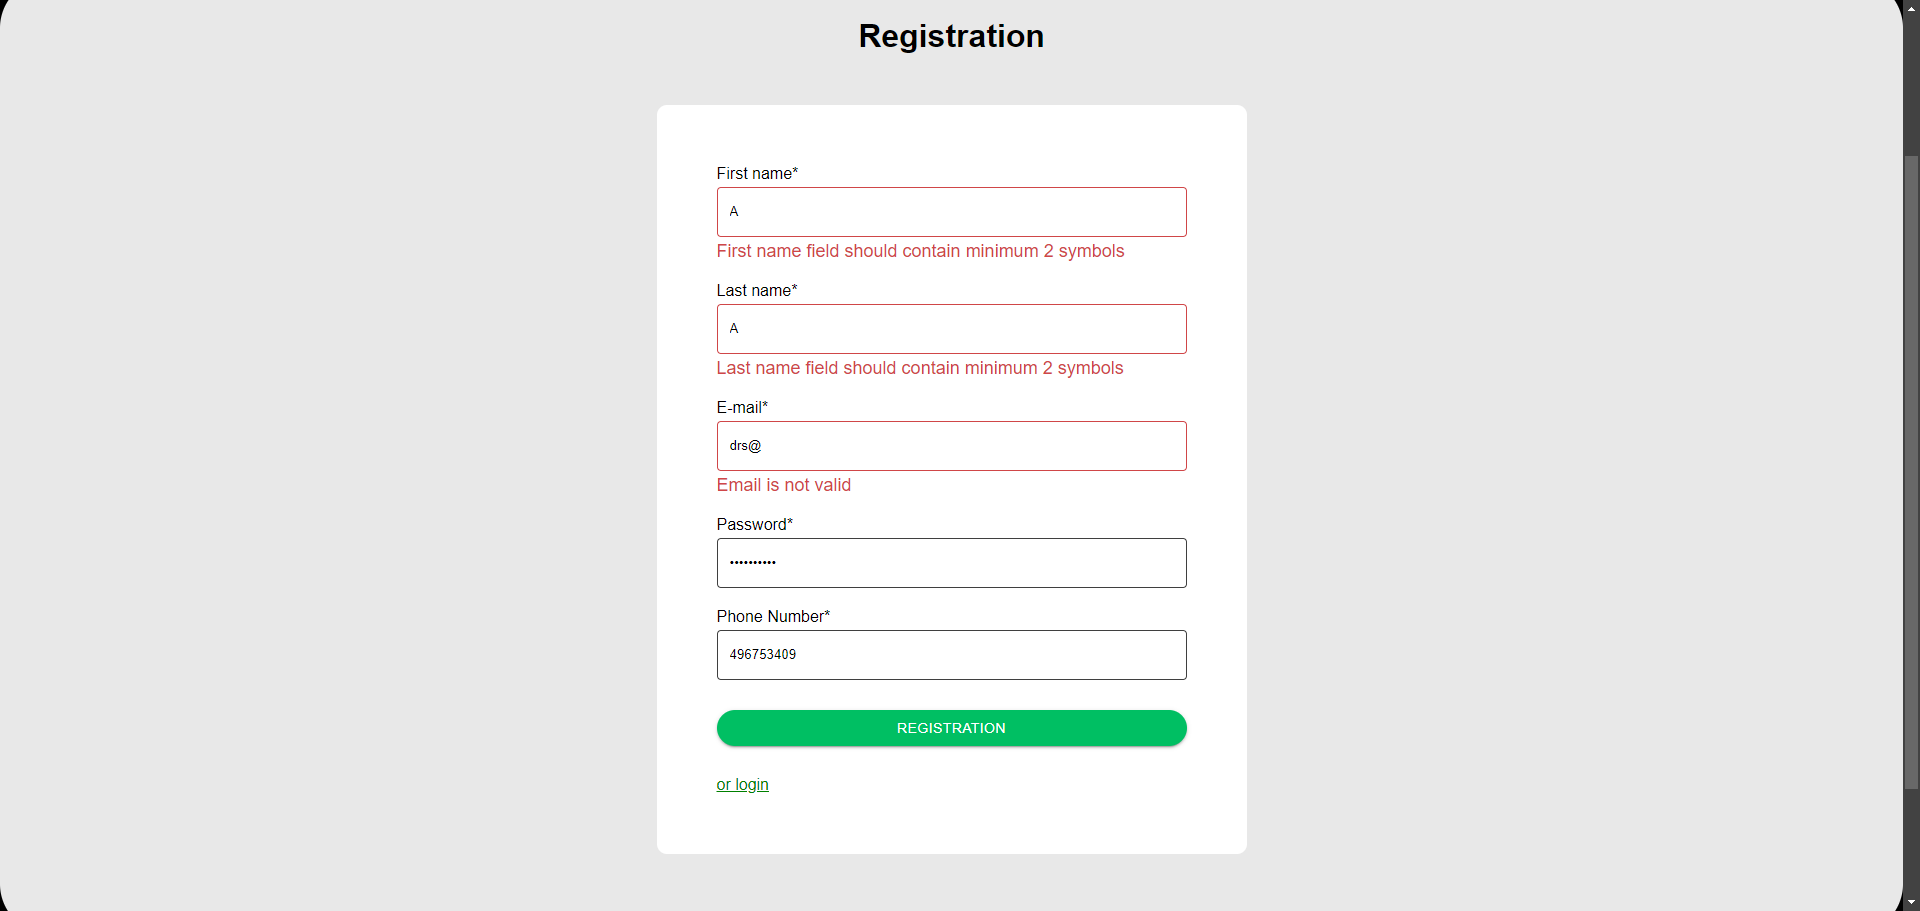 Registration
First name*
A
First name field should contain minimum 2 symbols
Last name*
A
Last name field should contain minimum 2 symbols
E-mail*
drs@
Email is not valid
Password*
••••••••••
Phone Number*
496753409
REGISTRATION
or login